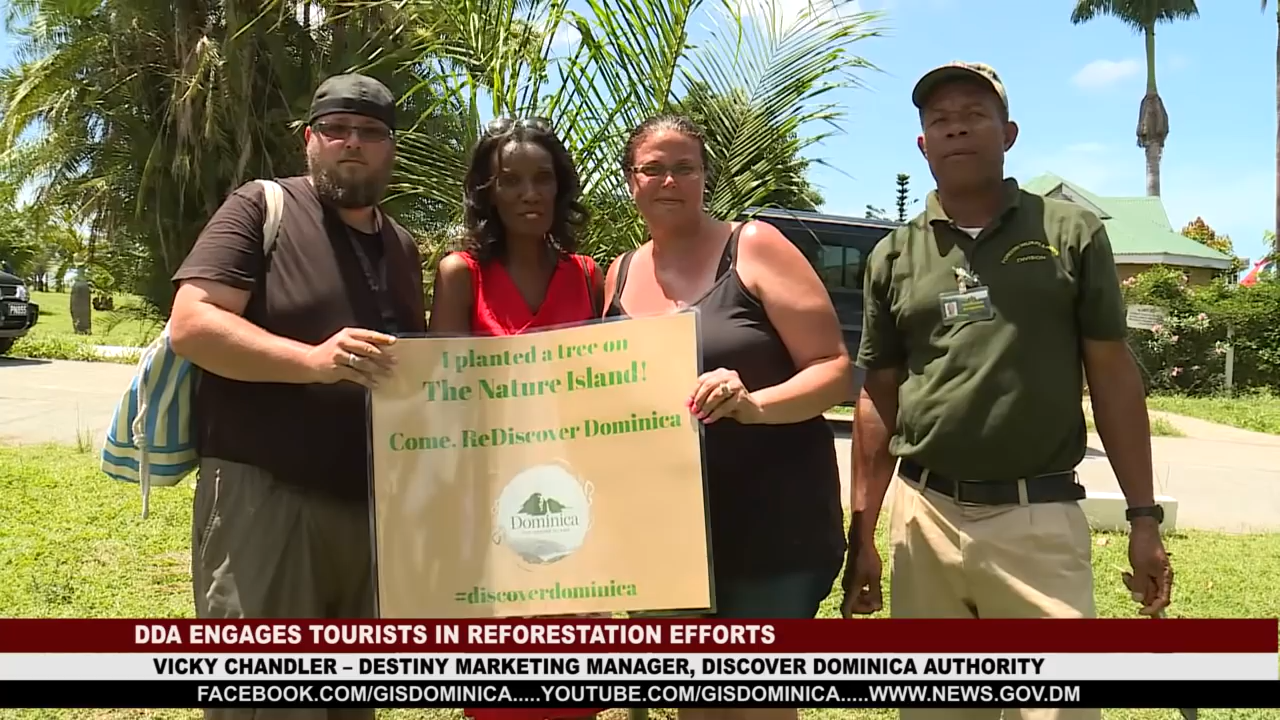 I planted a tree on
The Nature Island!
Come. ReDiscover Dominica
Dominica
#discoverdominica
DIVISION
DDA ENGAGES TOURISTS IN REFORESTATION EFFORTS
VICKY CHANDLER – DESTINY MARKETING MANAGER, DISCOVER DOMINICA AUTHORITY
FACEBOOK.COM/GISDOMINICA.....YOUTUBE.COM/GISDOMINICA.....WWW.NEWS.GOV.DM